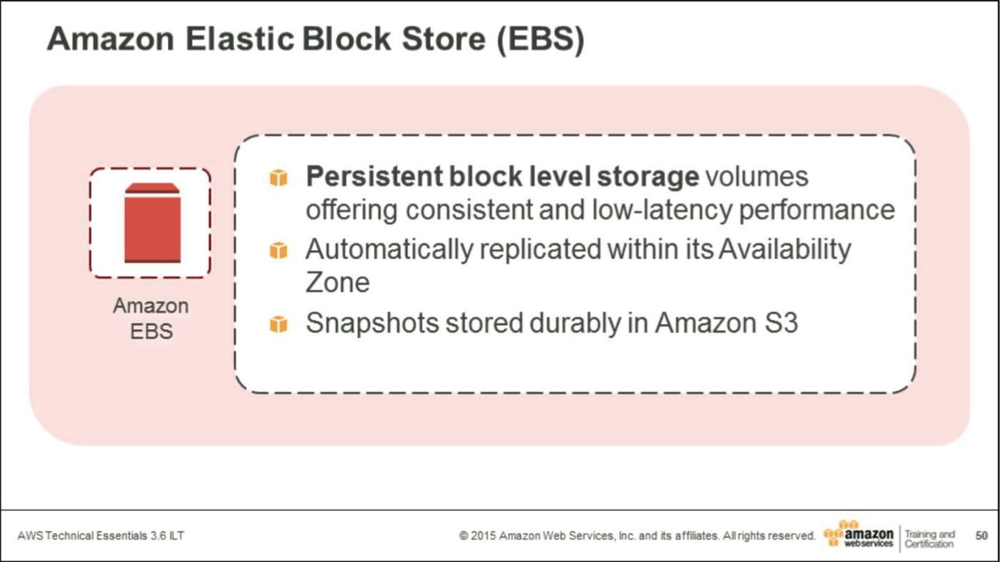 Amazon Elastic Block Store (EBS)
Persistent block level storage volumes
offering consistent and low-latency performance
Automatically replicated within its Availability
Zone
Snapshots stored durably in Amazon S3
Amazon
EBS
AWS Technical Essentials 3.6 ILT
© 2015 Amazon Web Services, Inc. and its affiliates. All rights reserved.
amazon
webservices
Training and
Certification
50